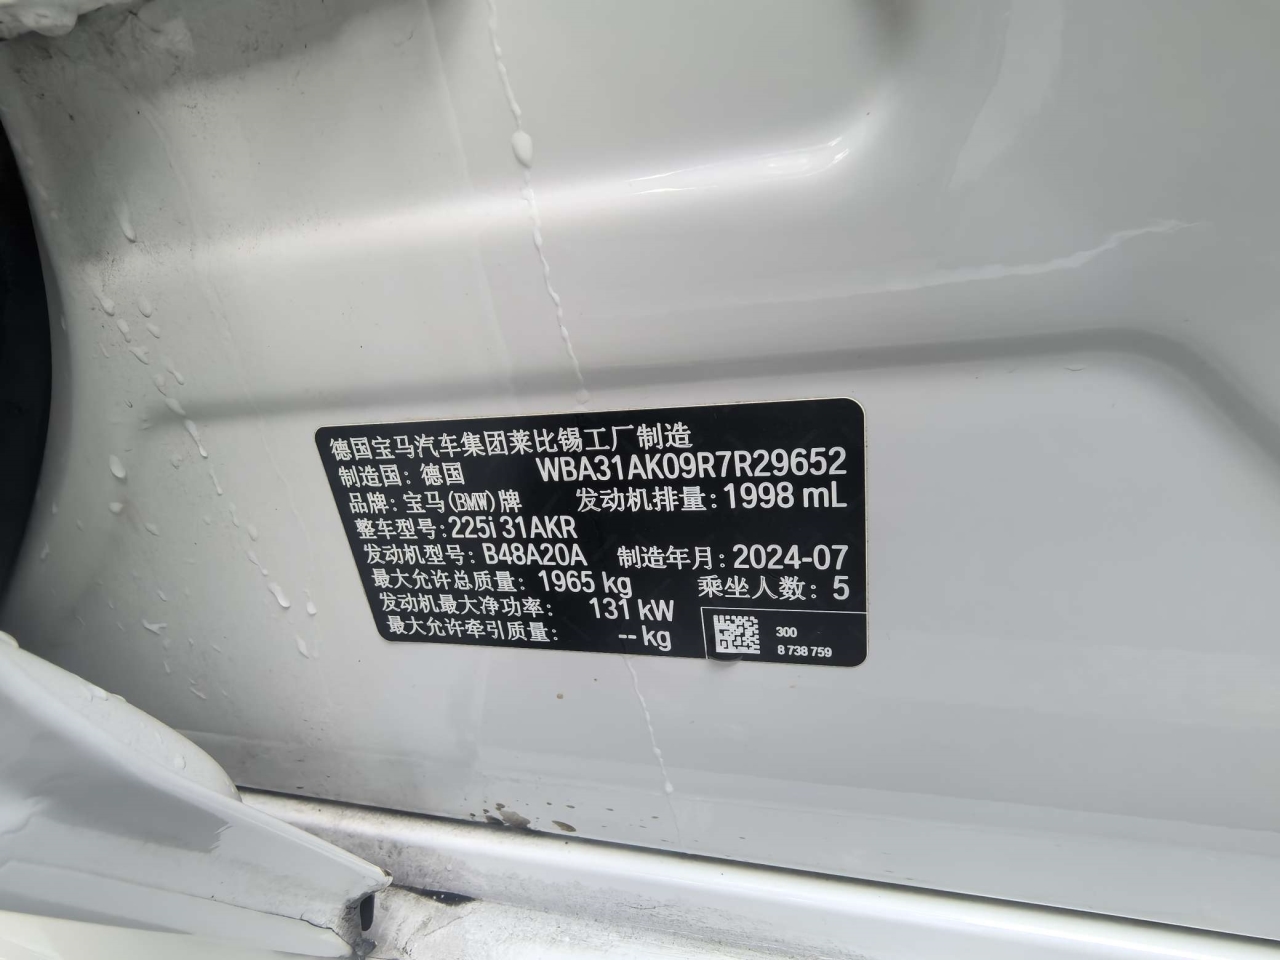 德国宝马汽车集团莱比锡工厂制造
制造国：德国 WBA31AK09R7R29652
品牌：宝马(BMW)牌 发动机排量：1998 mL
整车型号：225i 31AKR
发动机型号：B48A20A 制造年月：2024-07
最大允许总质量：1965 kg 乘坐人数：5
发动机最大净功率：131 kW
最大允许牵引质量：-- kg
300
8 738 759